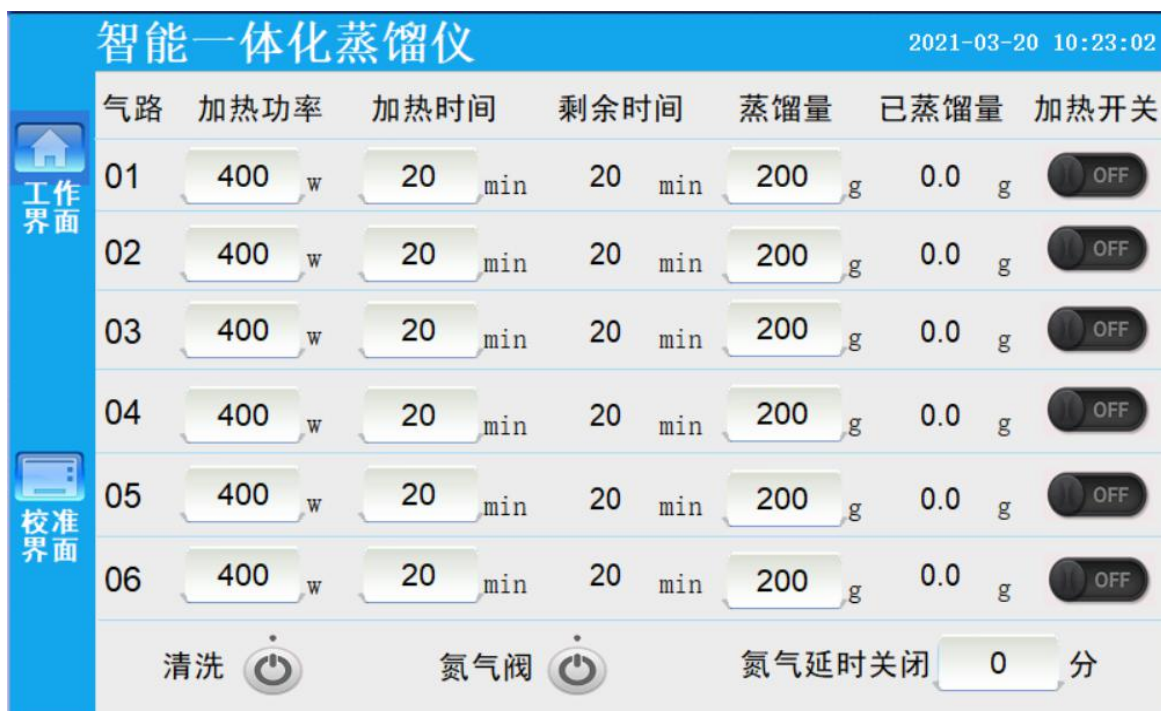 智能一体化蒸馏仪 2021-03-20 10:23:02
气路 加热功率 加热时间 剩余时间 蒸馏量 已蒸馏量 加热开关
01 400 w 20 min 20 min 200 g 0.0 g OFF
工作
界面
02 400 w 20 min 20 min 200 g 0.0 g OFF
03 400 w 20 min 20 min 200 g 0.0 g OFF
04 400 w 20 min 20 min 200 g 0.0 g OFF
05 400 w 20 min 20 min 200 g 0.0 g OFF
校准
界面
06 400 w 20 min 20 min 200 g 0.0 g OFF
清洗 氮气阀 氮气延时关闭 0 分